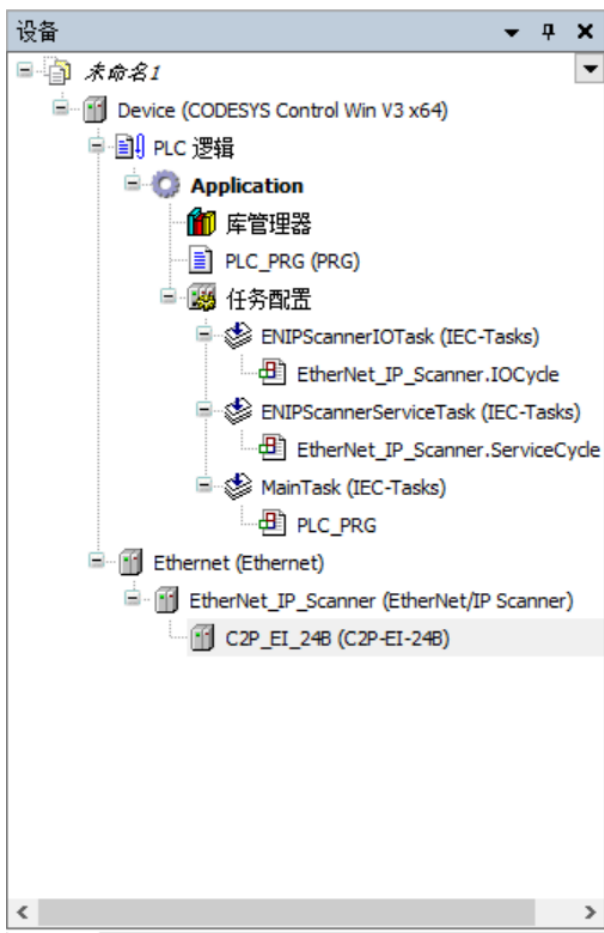 设备
未命名1
Device (CODESYS Control Win V3 x64)
PLC 逻辑
Application
库管理器
PLC_PRG (PRG)
任务配置
ENIPScannerIOTask (IEC-Tasks)
EtherNet_IP_Scanner.IOCycle
ENIPScannerServiceTask (IEC-Tasks)
EtherNet_IP_Scanner.ServiceCycle
MainTask (IEC-Tasks)
PLC_PRG
Ethernet (Ethernet)
EtherNet_IP_Scanner (EtherNet/IP Scanner)
C2P_EI_24B (C2P-EI-24B)